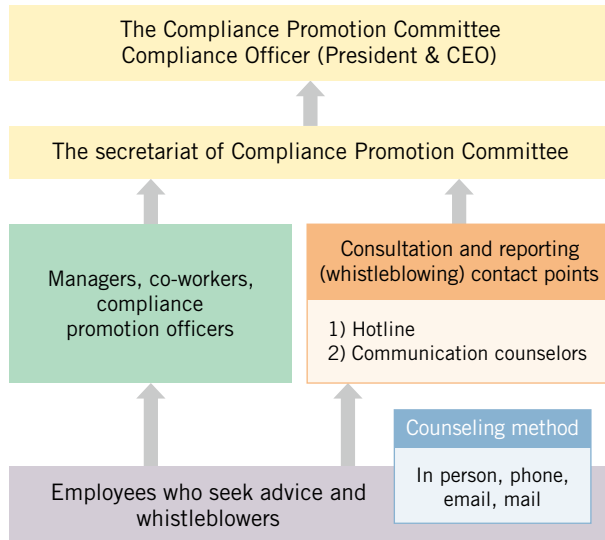 The Compliance Promotion Committee
Compliance Officer (President & CEO)
The secretariat of Compliance Promotion Committee
Managers, co-workers,
compliance
promotion officers
Consultation and reporting
(whistleblowing) contact points
1) Hotline
2) Communication counselors
Counseling method
In person, phone,
email, mail
Employees who seek advice and
whistleblowers